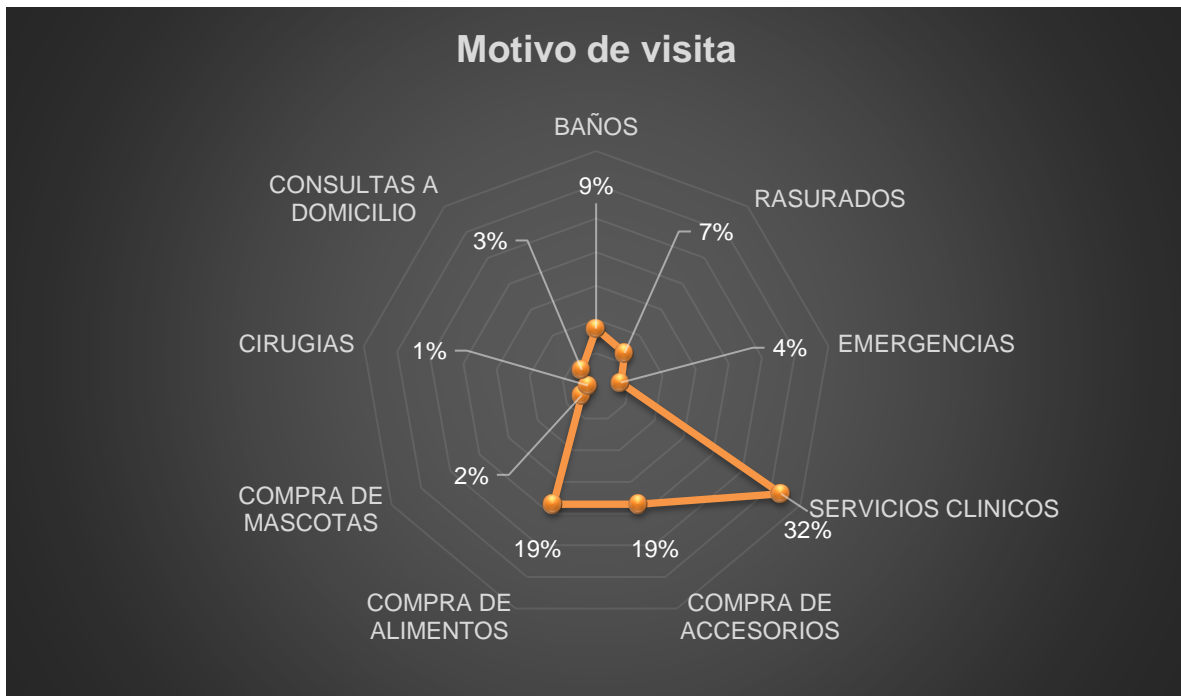 Motivo de visita
BAÑOS
9%
RASURADOS
7%
EMERGENCIAS
4%
SERVICIOS CLINICOS
32%
COMPRA DE
ACCESORIOS
19%
COMPRA DE
ALIMENTOS
19%
COMPRA DE
MASCOTAS
2%
CIRUGIAS
1%
CONSULTAS A
DOMICILIO
3%